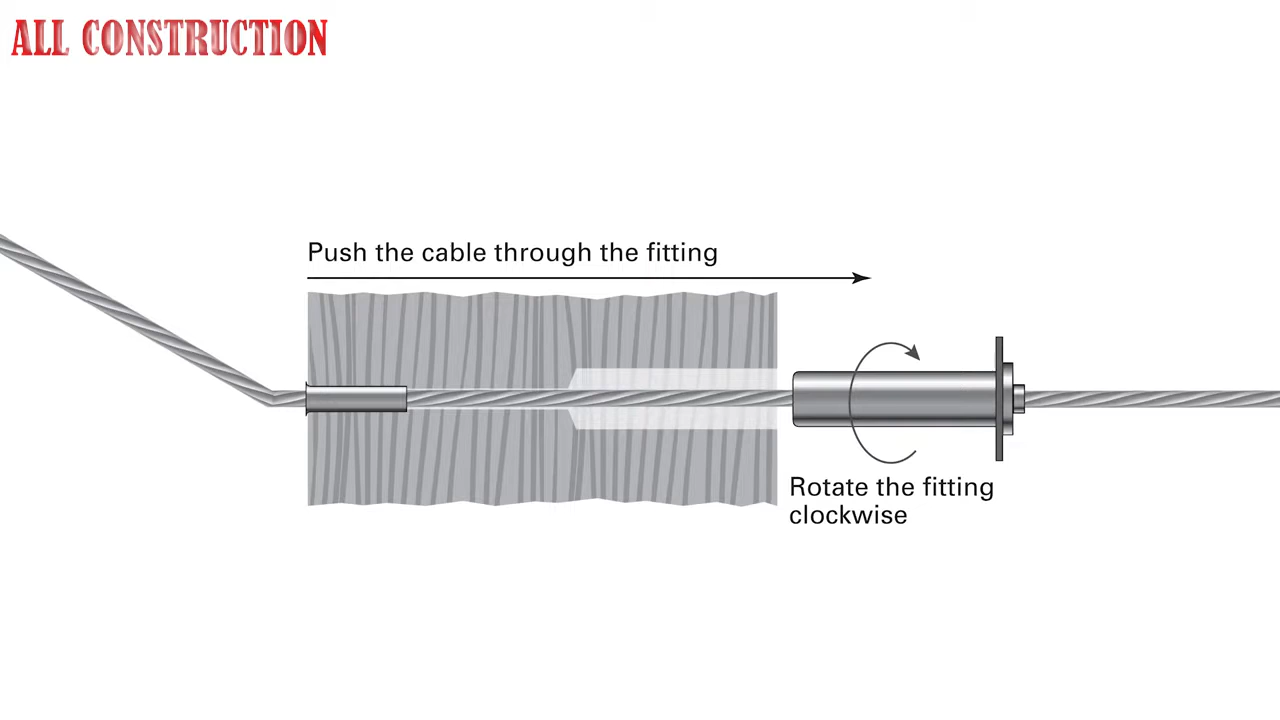 ALL CONSTRUCTION
Push the cable through the fitting
Rotate the fitting
clockwise